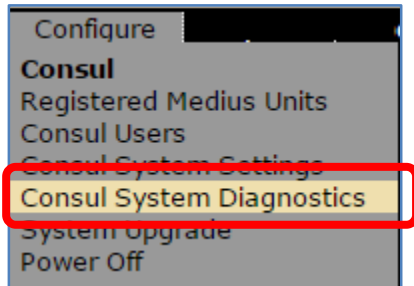 Configure
Consul
Registered Medius Units
Consul Users
Consul System Settings
Consul System Diagnostics
System Upgrade
Power Off